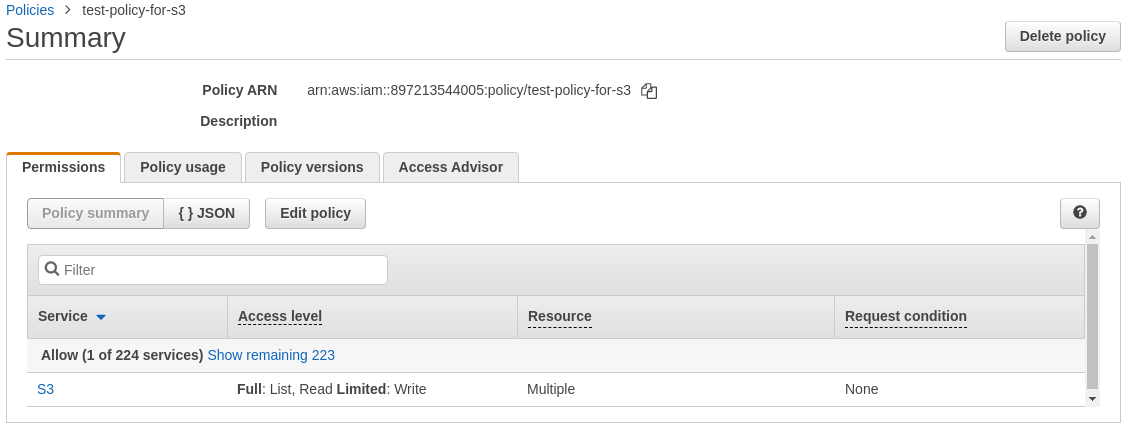 Policies > test-policy-for-s3
Summary
Delete policy
Policy ARN arn:aws:iam::897213544005:policy/test-policy-for-s3
Description
Permissions Policy usage Policy versions Access Advisor
Policy summary { } JSON Edit policy ?
Filter
Service Access level Resource Request condition
Allow (1 of 224 services) Show remaining 223
S3 Full: List, Read Limited: Write Multiple None